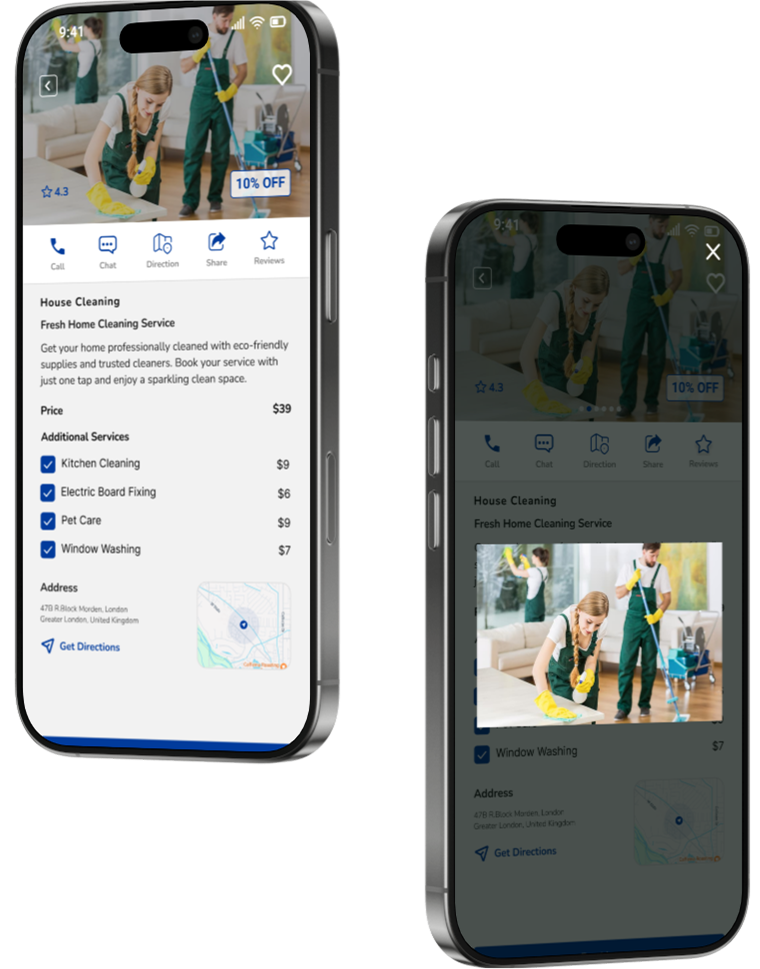 9:41
4.3
10% OFF
Call
Chat
Direction
Share
Reviews
House Cleaning
Fresh Home Cleaning Service
Get your home professionally cleaned with eco-friendly
supplies and trusted cleaners. Book your service with
just one tap and enjoy a sparkling clean space.
Price $39
Additional Services
Kitchen Cleaning $9
Electric Board Fixing $6
Pet Care $9
Window Washing $7
Address
47B R.Block Morden, London
Greater London, United Kingdom
Get Directions
9:41
4.3
10% OFF
Call
Chat
Direction
Share
Reviews
House Cleaning
Fresh Home Cleaning Service
Window Washing $7
Address
47B R.Block Morden, London
Greater London, United Kingdom
Get Directions